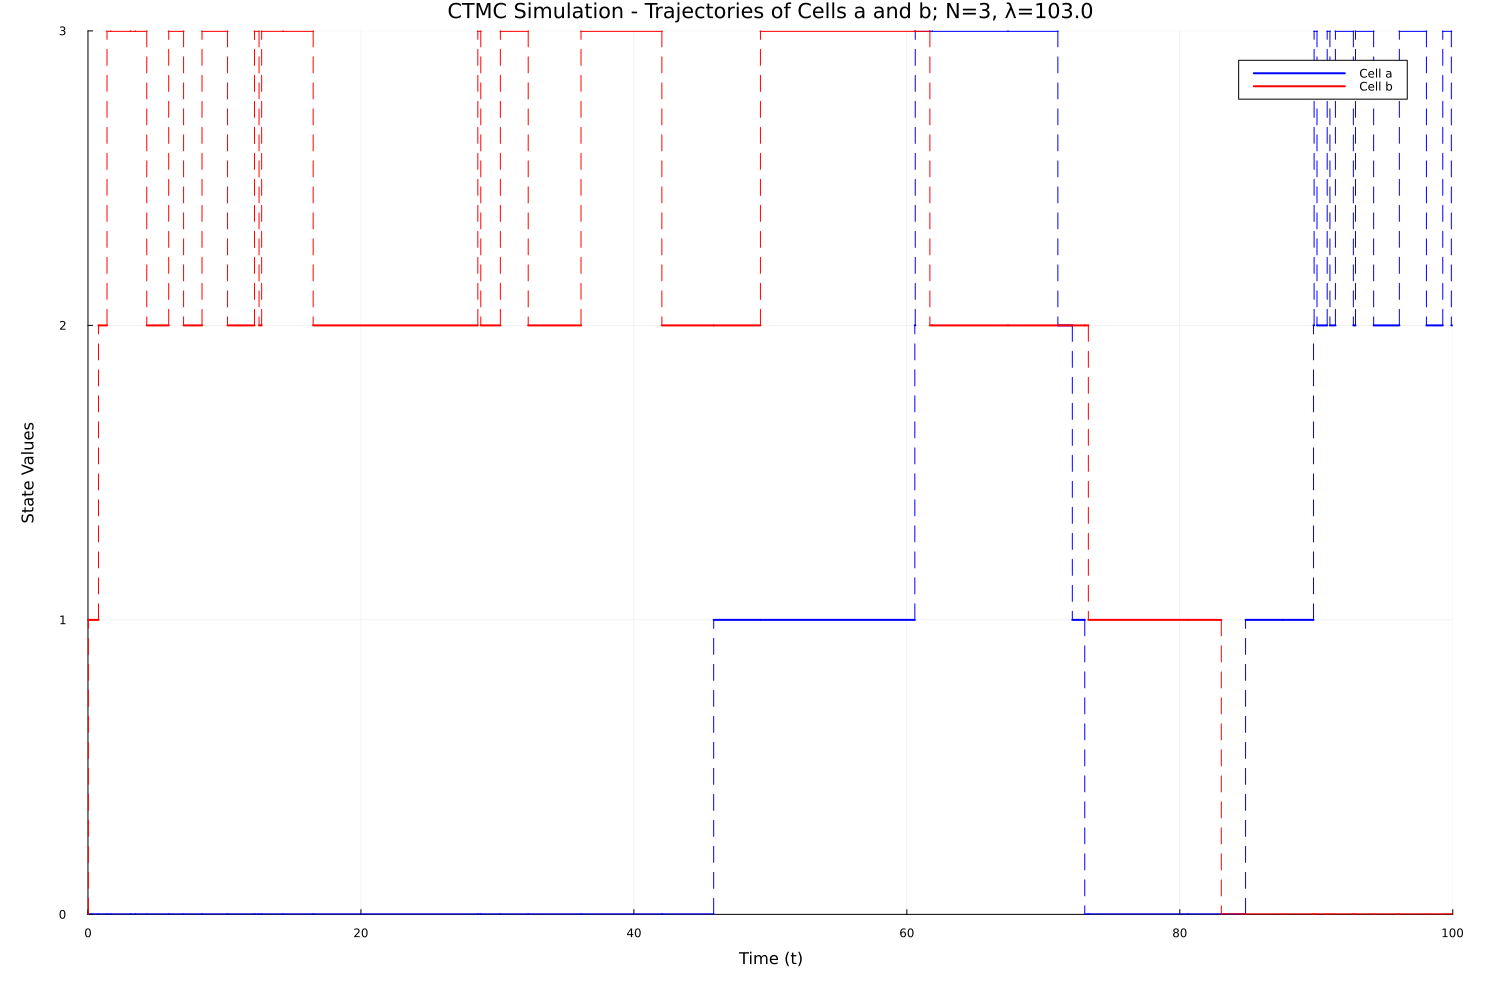 CTMC Simulation - Trajectories of Cells a and b; N=3, λ=103.0
3
Cell a
Cell b
2
State Values
1
0
0 20 40 60 80 100
Time (t)